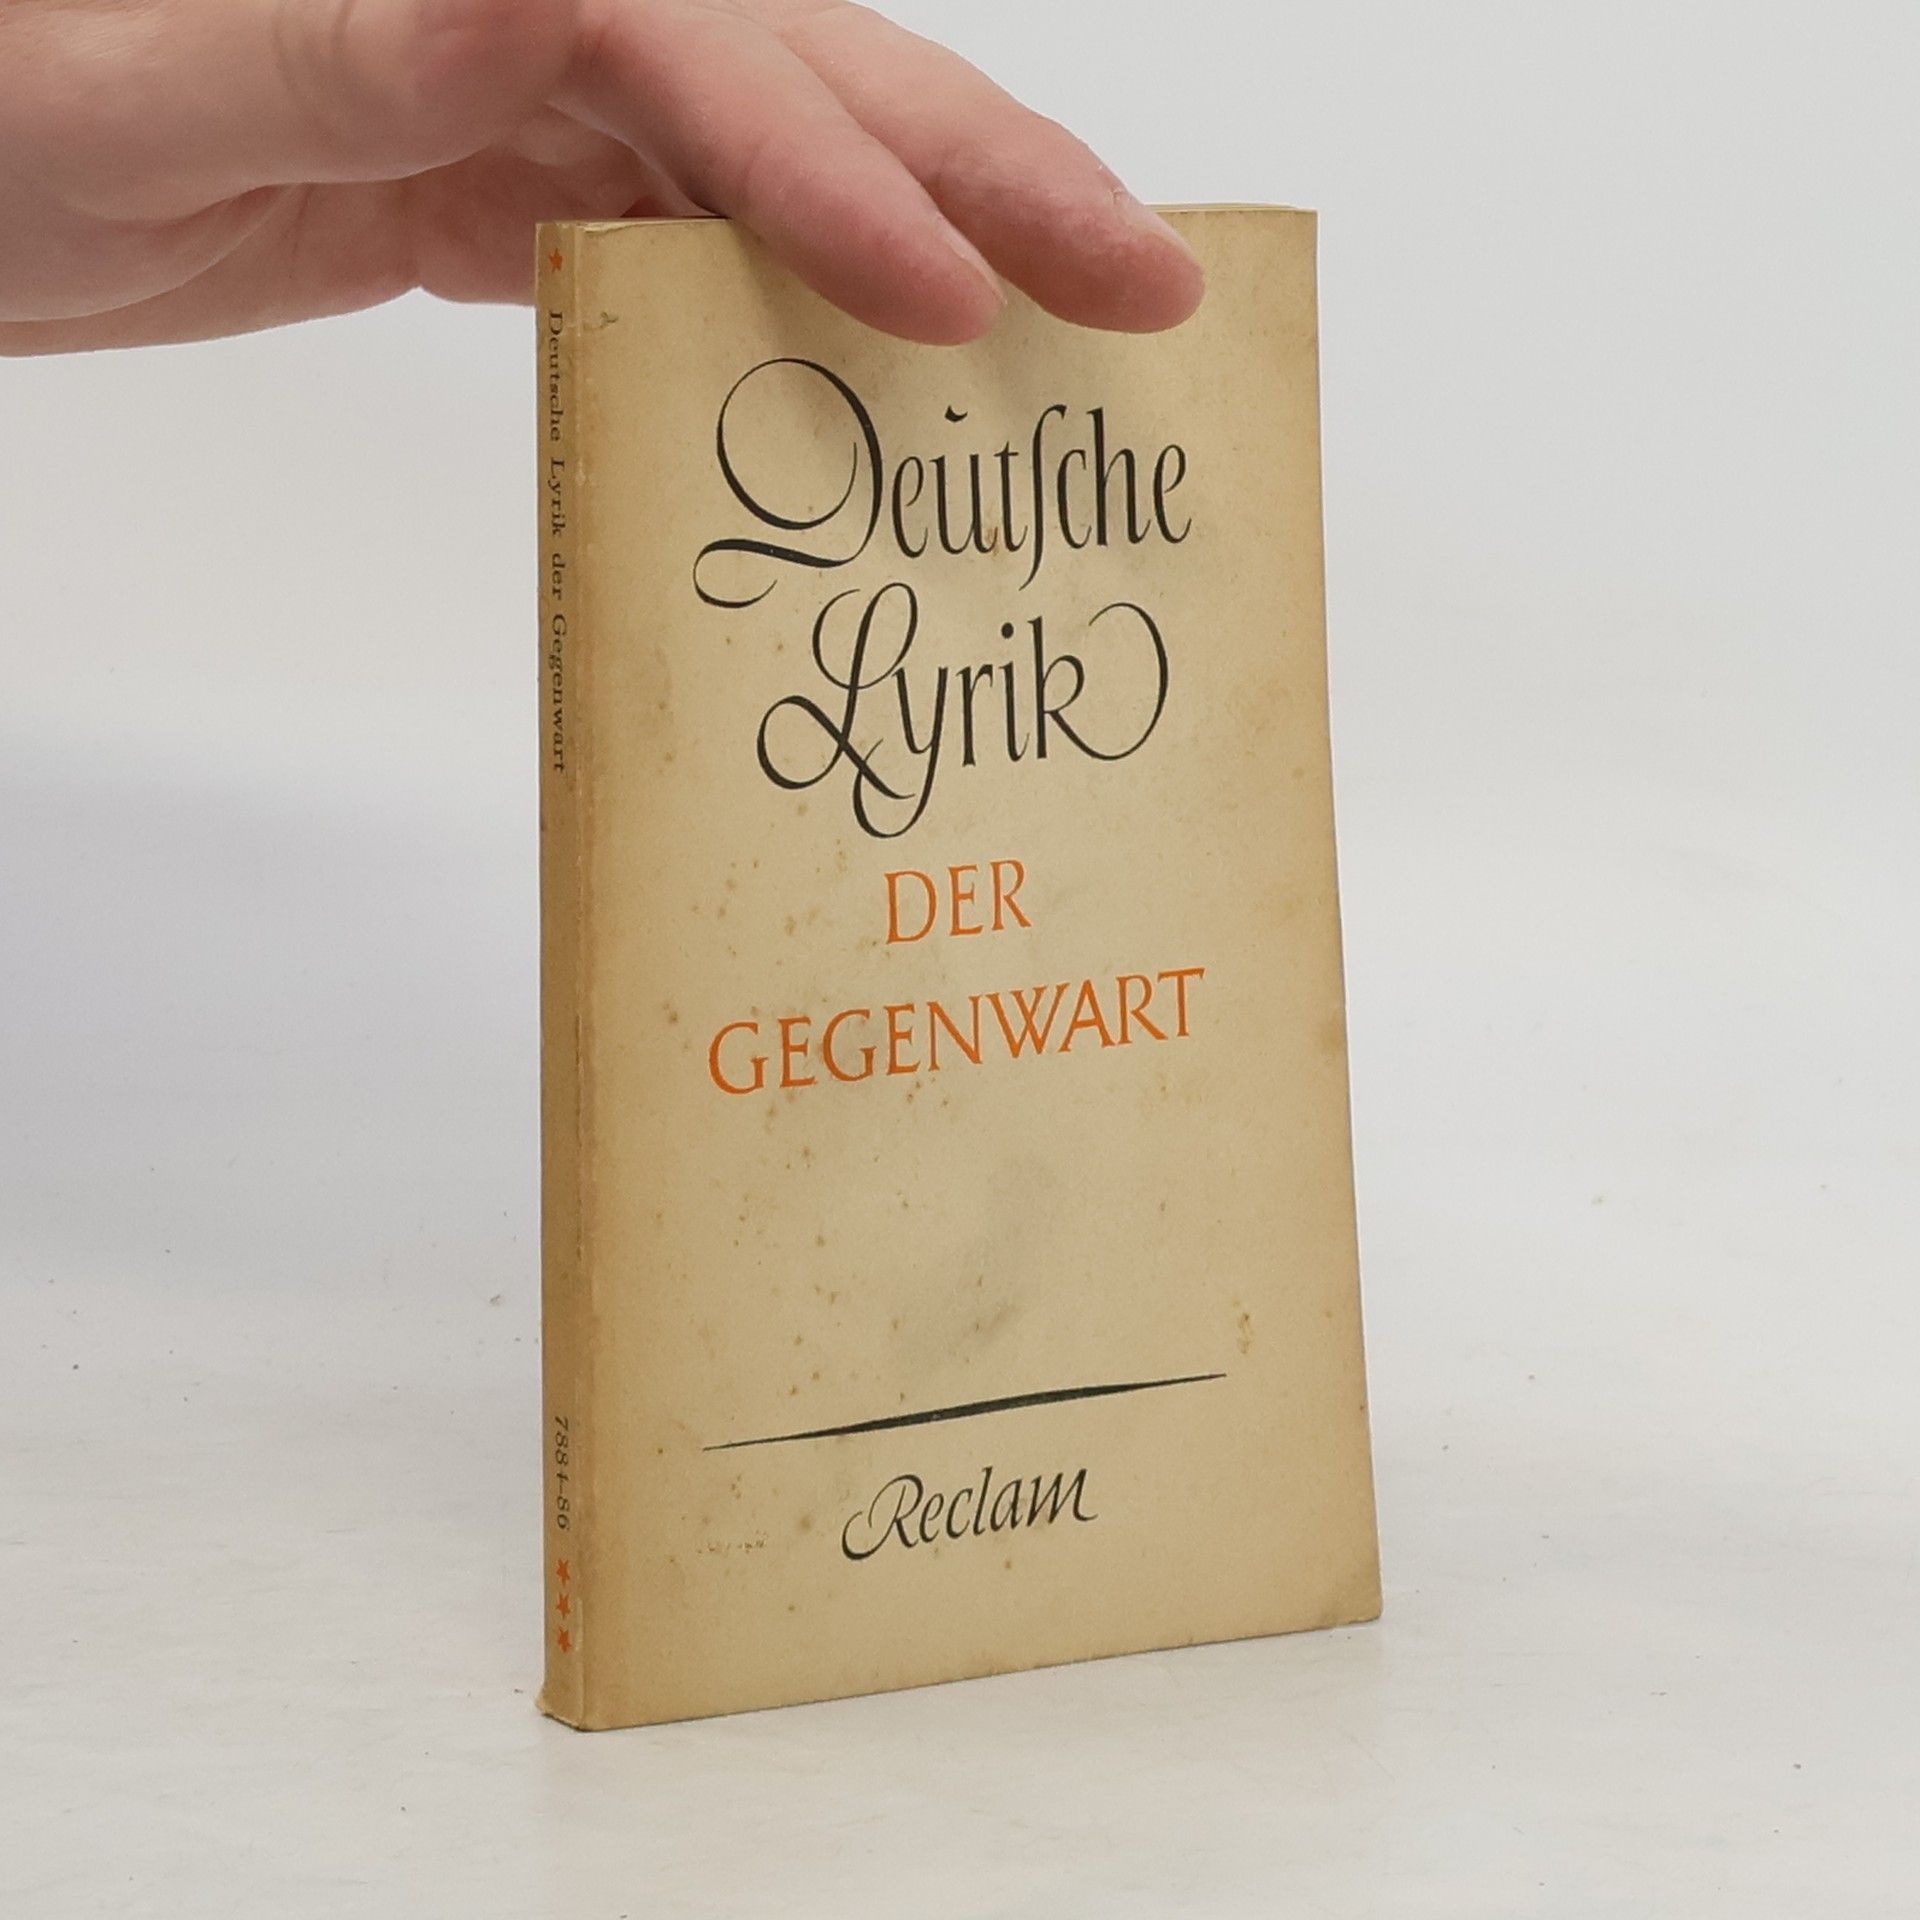 Deutsche Lyrik der Gegenwart
7884–86
Deutſche
Lyrik
DER
GEGENWART
Reclam